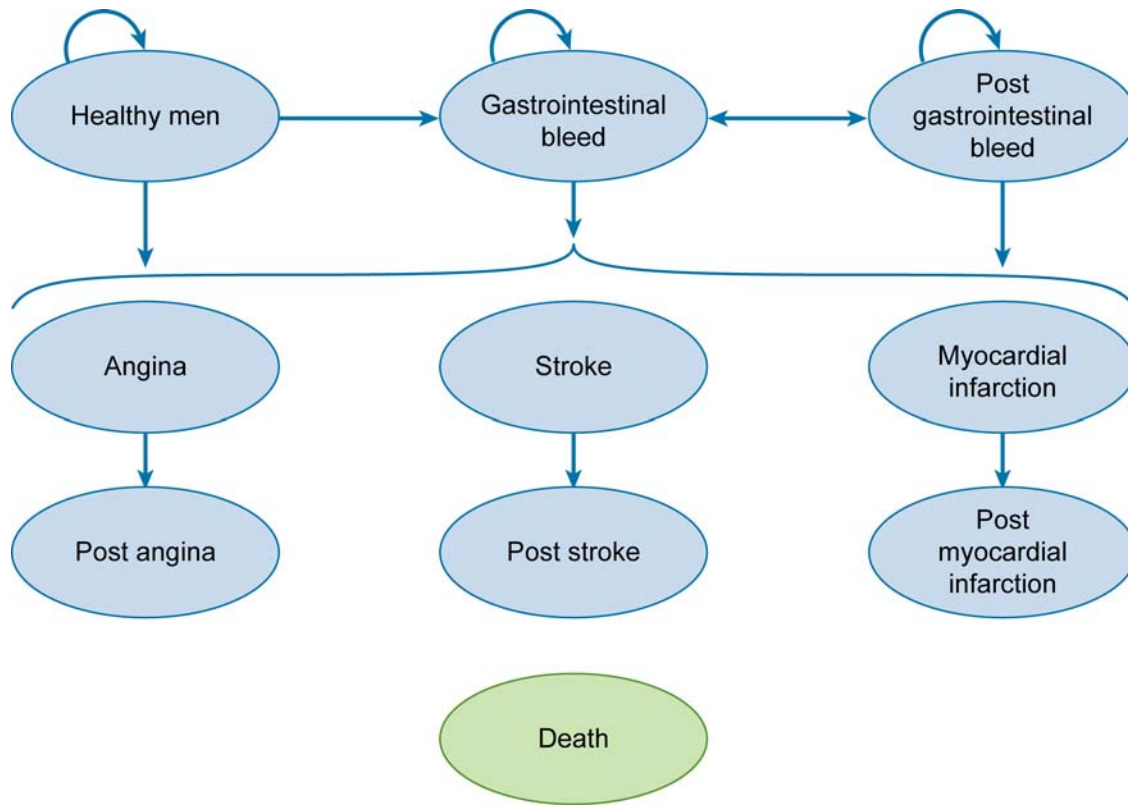 Healthy men
Gastrointestinal
bleed
Post
gastrointestinal
bleed
Angina
Stroke
Myocardial
infarction
Post angina
Post stroke
Post
myocardial
infarction
Death